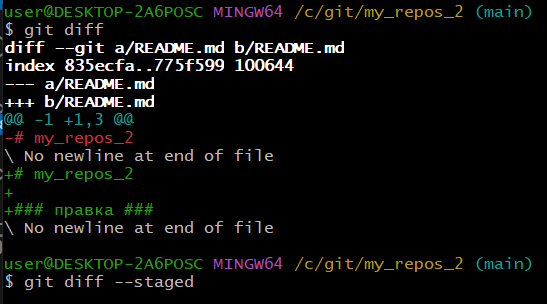 user@DESKTOP-2A6POSC MINGW64 /c/git/my_repos_2 (main)
$ git diff
diff --git a/README.md b/README.md
index 835ecfa..775f599 100644
--- a/README.md
+++ b/README.md
@@ -1 +1,3 @@
-# my_repos_2
\ No newline at end of file
+# my_repos_2
+
+### правка ###
\ No newline at end of file
user@DESKTOP-2A6POSC MINGW64 /c/git/my_repos_2 (main)
$ git diff --staged